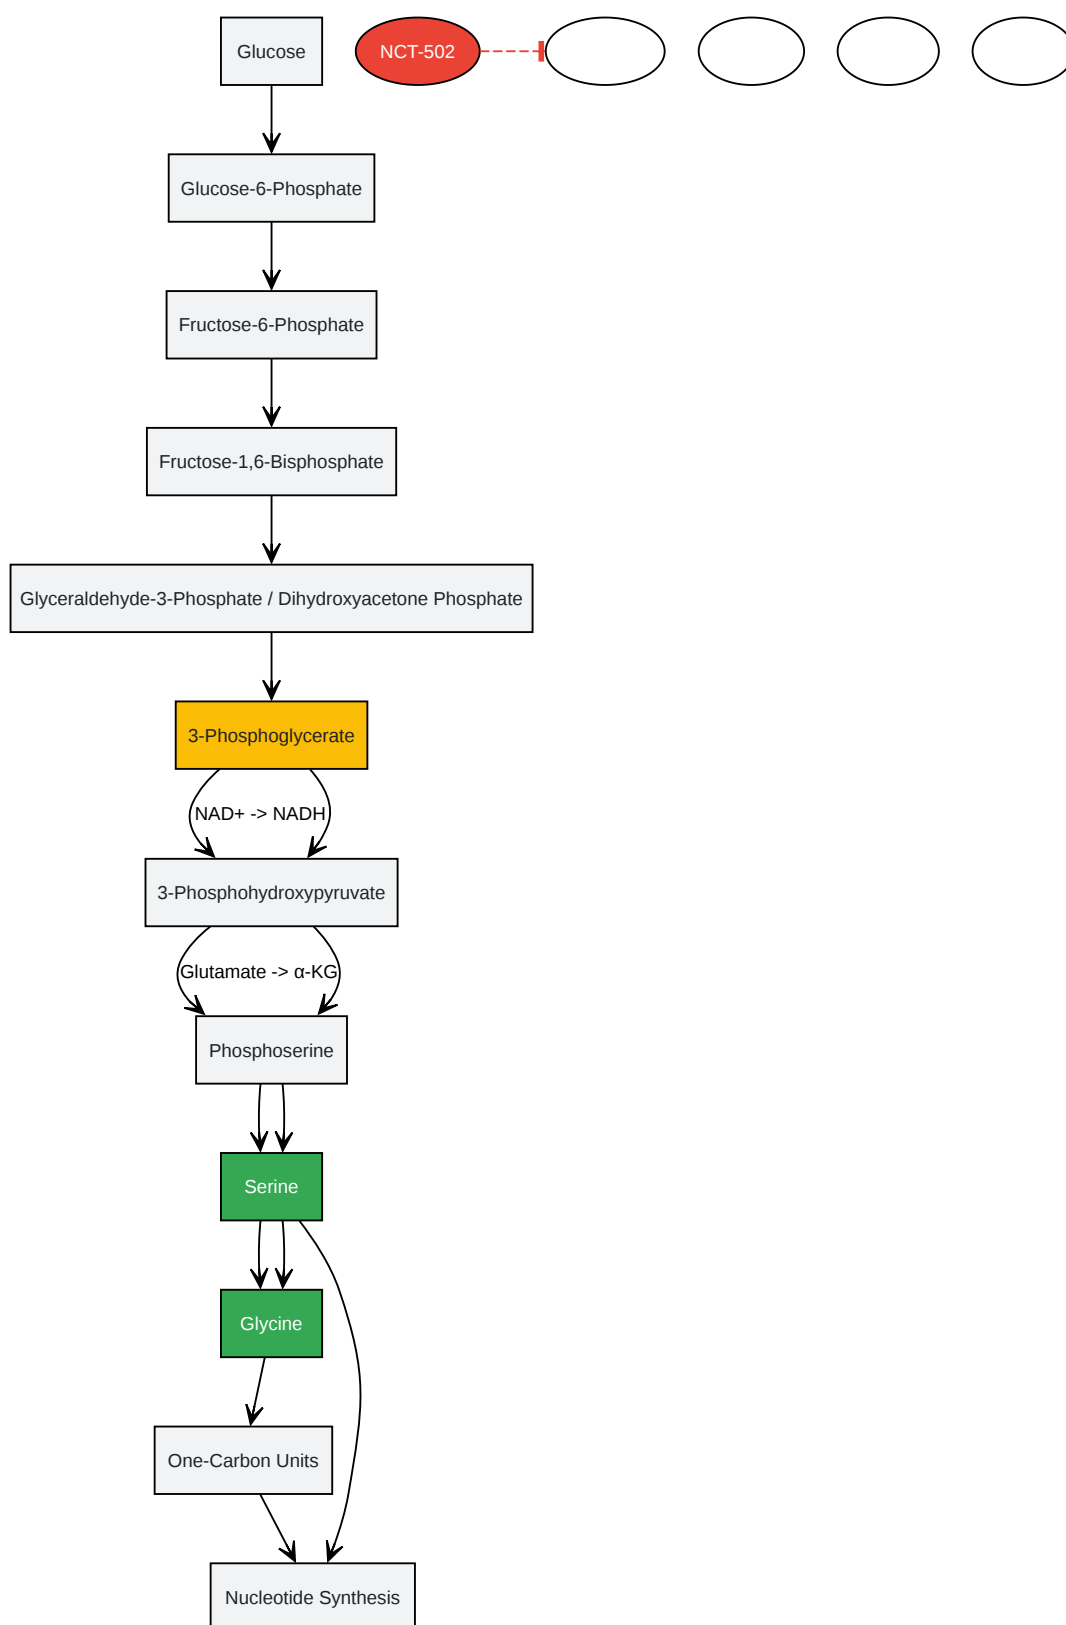 Glucose
NCT-502
Glucose-6-Phosphate
Fructose-6-Phosphate
Fructose-1,6-Bisphosphate
Glyceraldehyde-3-Phosphate / Dihydroxyacetone Phosphate
3-Phosphoglycerate
NAD+ -> NADH
3-Phosphohydroxypyruvate
Glutamate -> α-KG
Phosphoserine
Serine
Glycine
One-Carbon Units
Nucleotide Synthesis